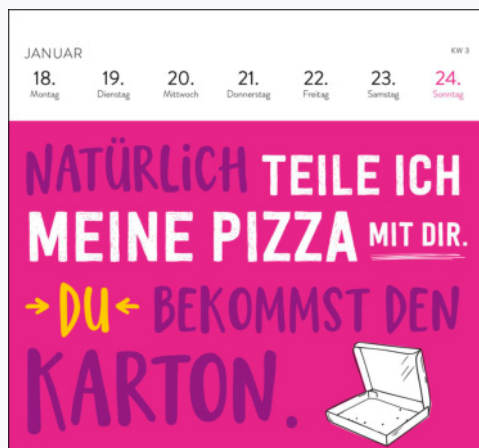 JANUAR KW 3
18. 19. 20. 21. 22. 23. 24.
Montag Dienstag Mittwoch Donnerstag Freitag Samstag Sonntag
NATÜRLICH TEILE ICH
MEINE PIZZA MIT DIR.
→DU← BEKOMMST DEN
KARTON.